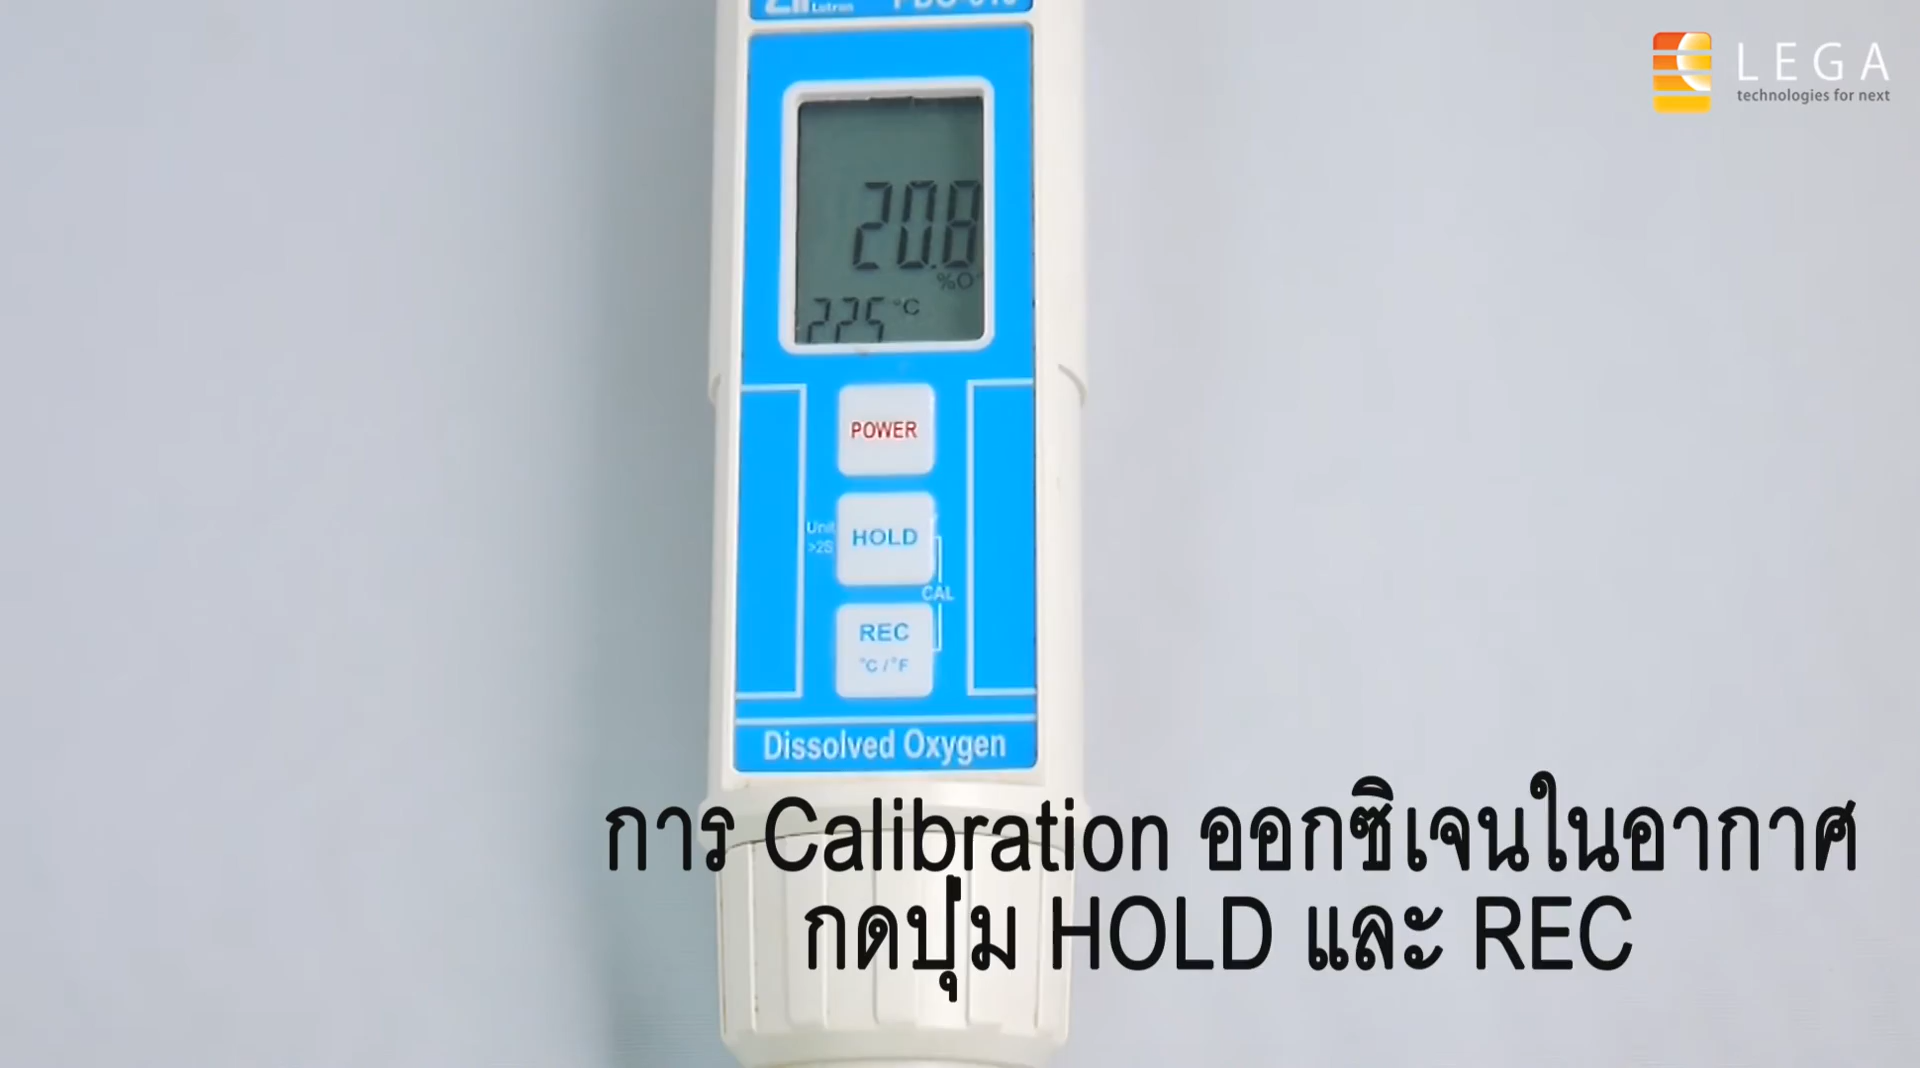 Lutron
LEGA
technologies for next
20.8
%O
22.5 °C
POWER
HOLD
Unit
>2S
CAL
REC
°C / °F
Dissolved Oxygen
การ Calibration ออกซิเจนในอากาศ
กดปุ่ม HOLD และ REC